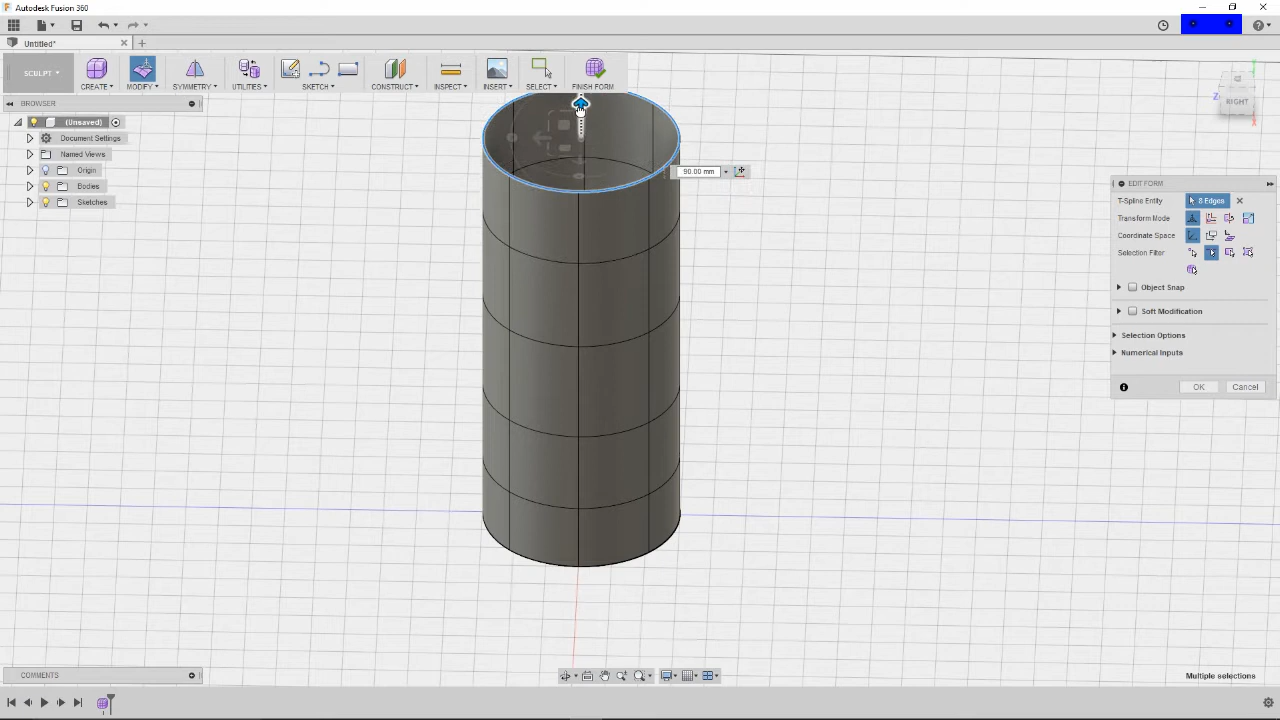 Autodesk Fusion 360
Untitled*
SCULPT
CREATE
MODIFY
SYMMETRY
UTILITIES
SKETCH
CONSTRUCT
INSPECT
INSERT
SELECT
FINISH FORM
BROWSER
(Unsaved)
Document Settings
Named Views
Origin
Bodies
Sketches
Z
RIGHT
90.00 mm
EDIT FORM
T-Spline Entity
8 Edges
Transform Mode
Coordinate Space
Selection Filter
Object Snap
Soft Modification
Selection Options
Numerical Inputs
OK
Cancel
COMMENTS
Multiple selections